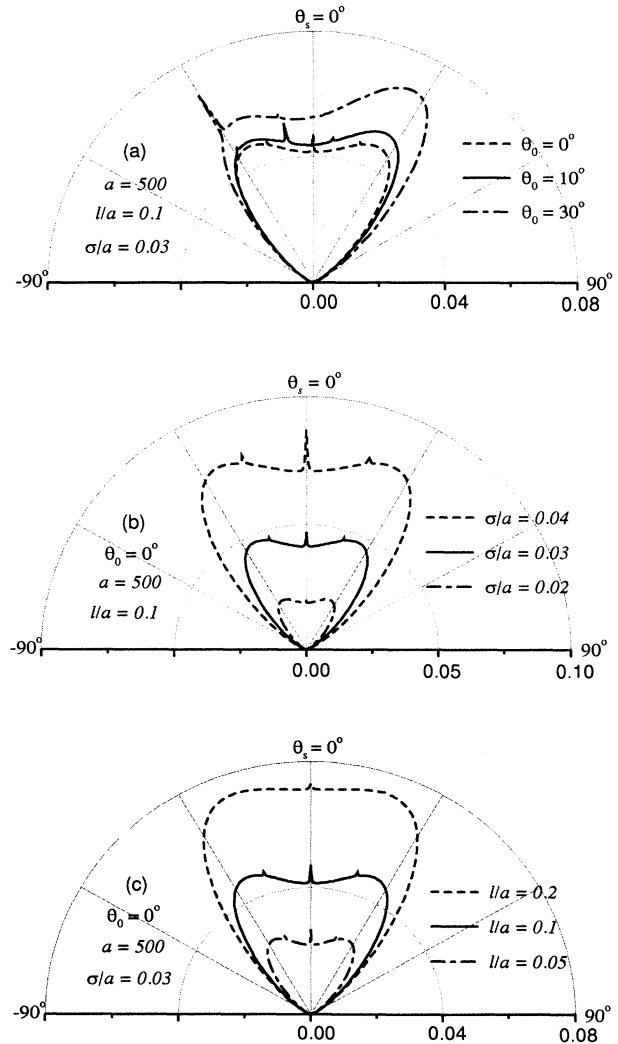 θs = 0°
(a)
a = 500
l/a = 0.1
σ/a = 0.03
θ0 = 0°
θ0 = 10°
θ0 = 30°
-90°
90°
0.00 0.04 0.08
θs = 0°
(b)
θ0 = 0°
a = 500
l/a = 0.1
σ/a = 0.04
σ/a = 0.03
σ/a = 0.02
-90°
90°
0.00 0.05 0.10
θs = 0°
(c)
θ0 = 0°
a = 500
σ/a = 0.03
l/a = 0.2
l/a = 0.1
l/a = 0.05
-90°
90°
0.00 0.04 0.08